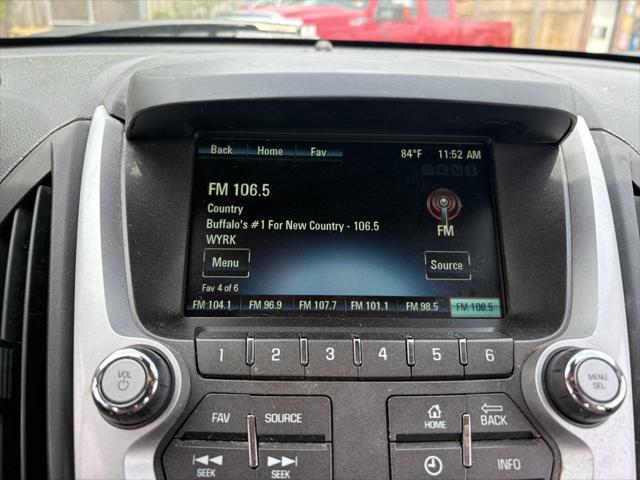 Back Home Fav 84°F 11:52 AM
FM 106.5
Country
Buffalo's #1 For New Country - 106.5
WYRK
FM
Menu Source
Fav 4 of 6
FM 104.1 FM 96.9 FM 107.7 FM 101.1 FM 98.5 FM 106.5
1 2 3 4 5 6
VOL
MENU
SEL
FAV SOURCE
HOME BACK
SEEK SEEK
INFO